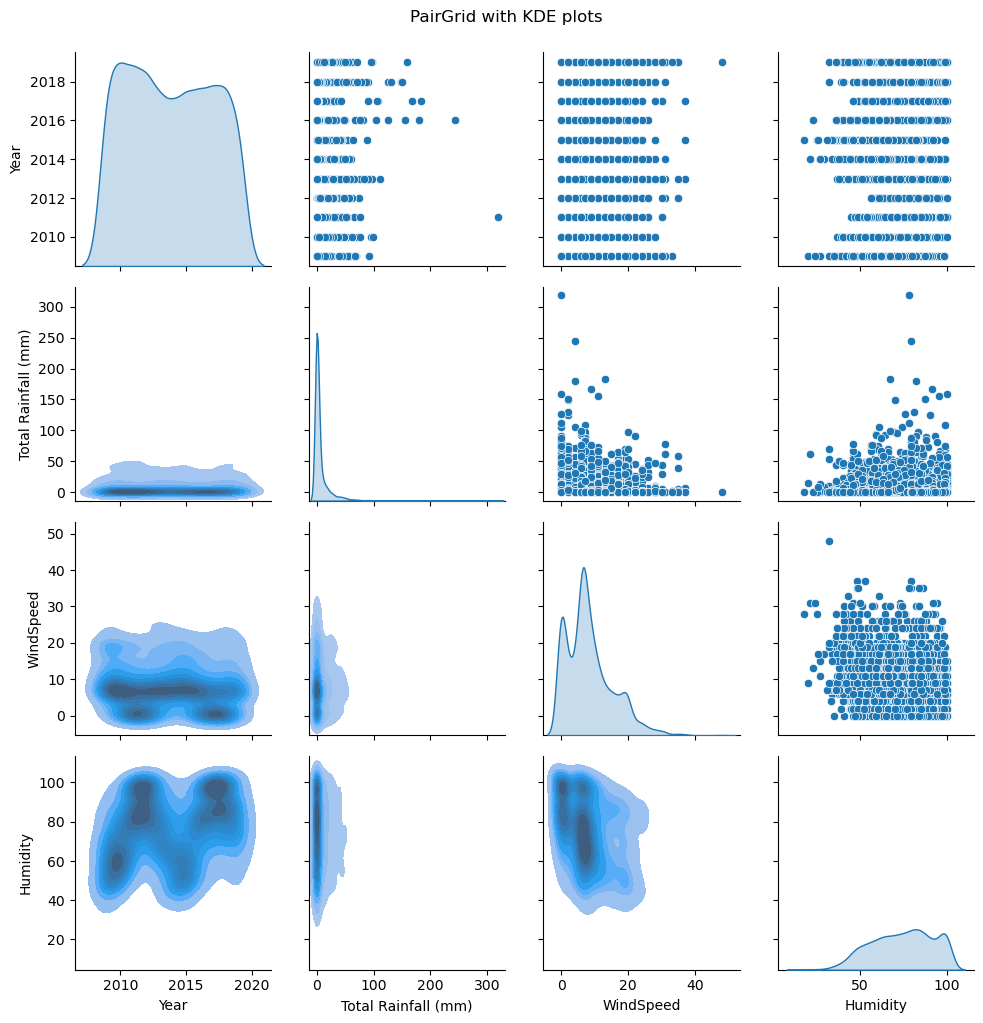 PairGrid with KDE plots
2018
2016
2014
2012
2010
Year
300
250
200
150
100
50
0
Total Rainfall (mm)
50
40
30
20
10
0
WindSpeed
100
80
60
40
20
Humidity
2010 2015 2020
0 100 200 300
0 20 40
50 100
Year
Total Rainfall (mm)
WindSpeed
Humidity